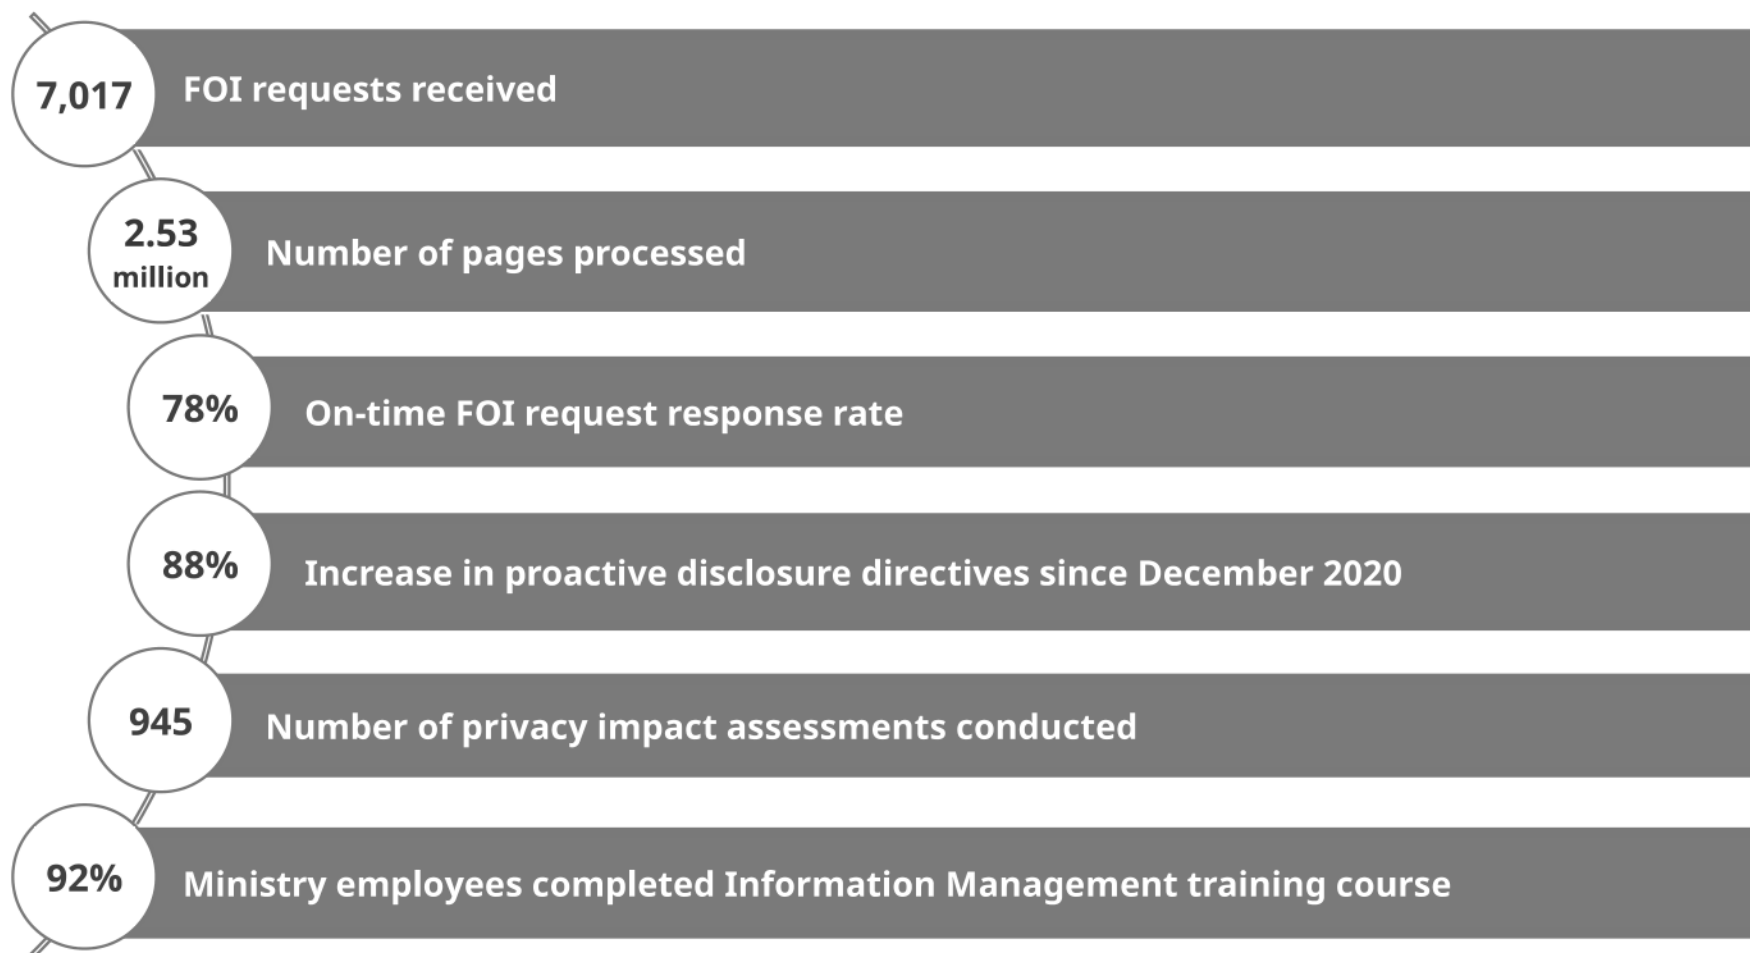 7,017
FOI requests received
2.53
million
Number of pages processed
78%
On-time FOI request response rate
88%
Increase in proactive disclosure directives since December 2020
945
Number of privacy impact assessments conducted
92%
Ministry employees completed Information Management training course